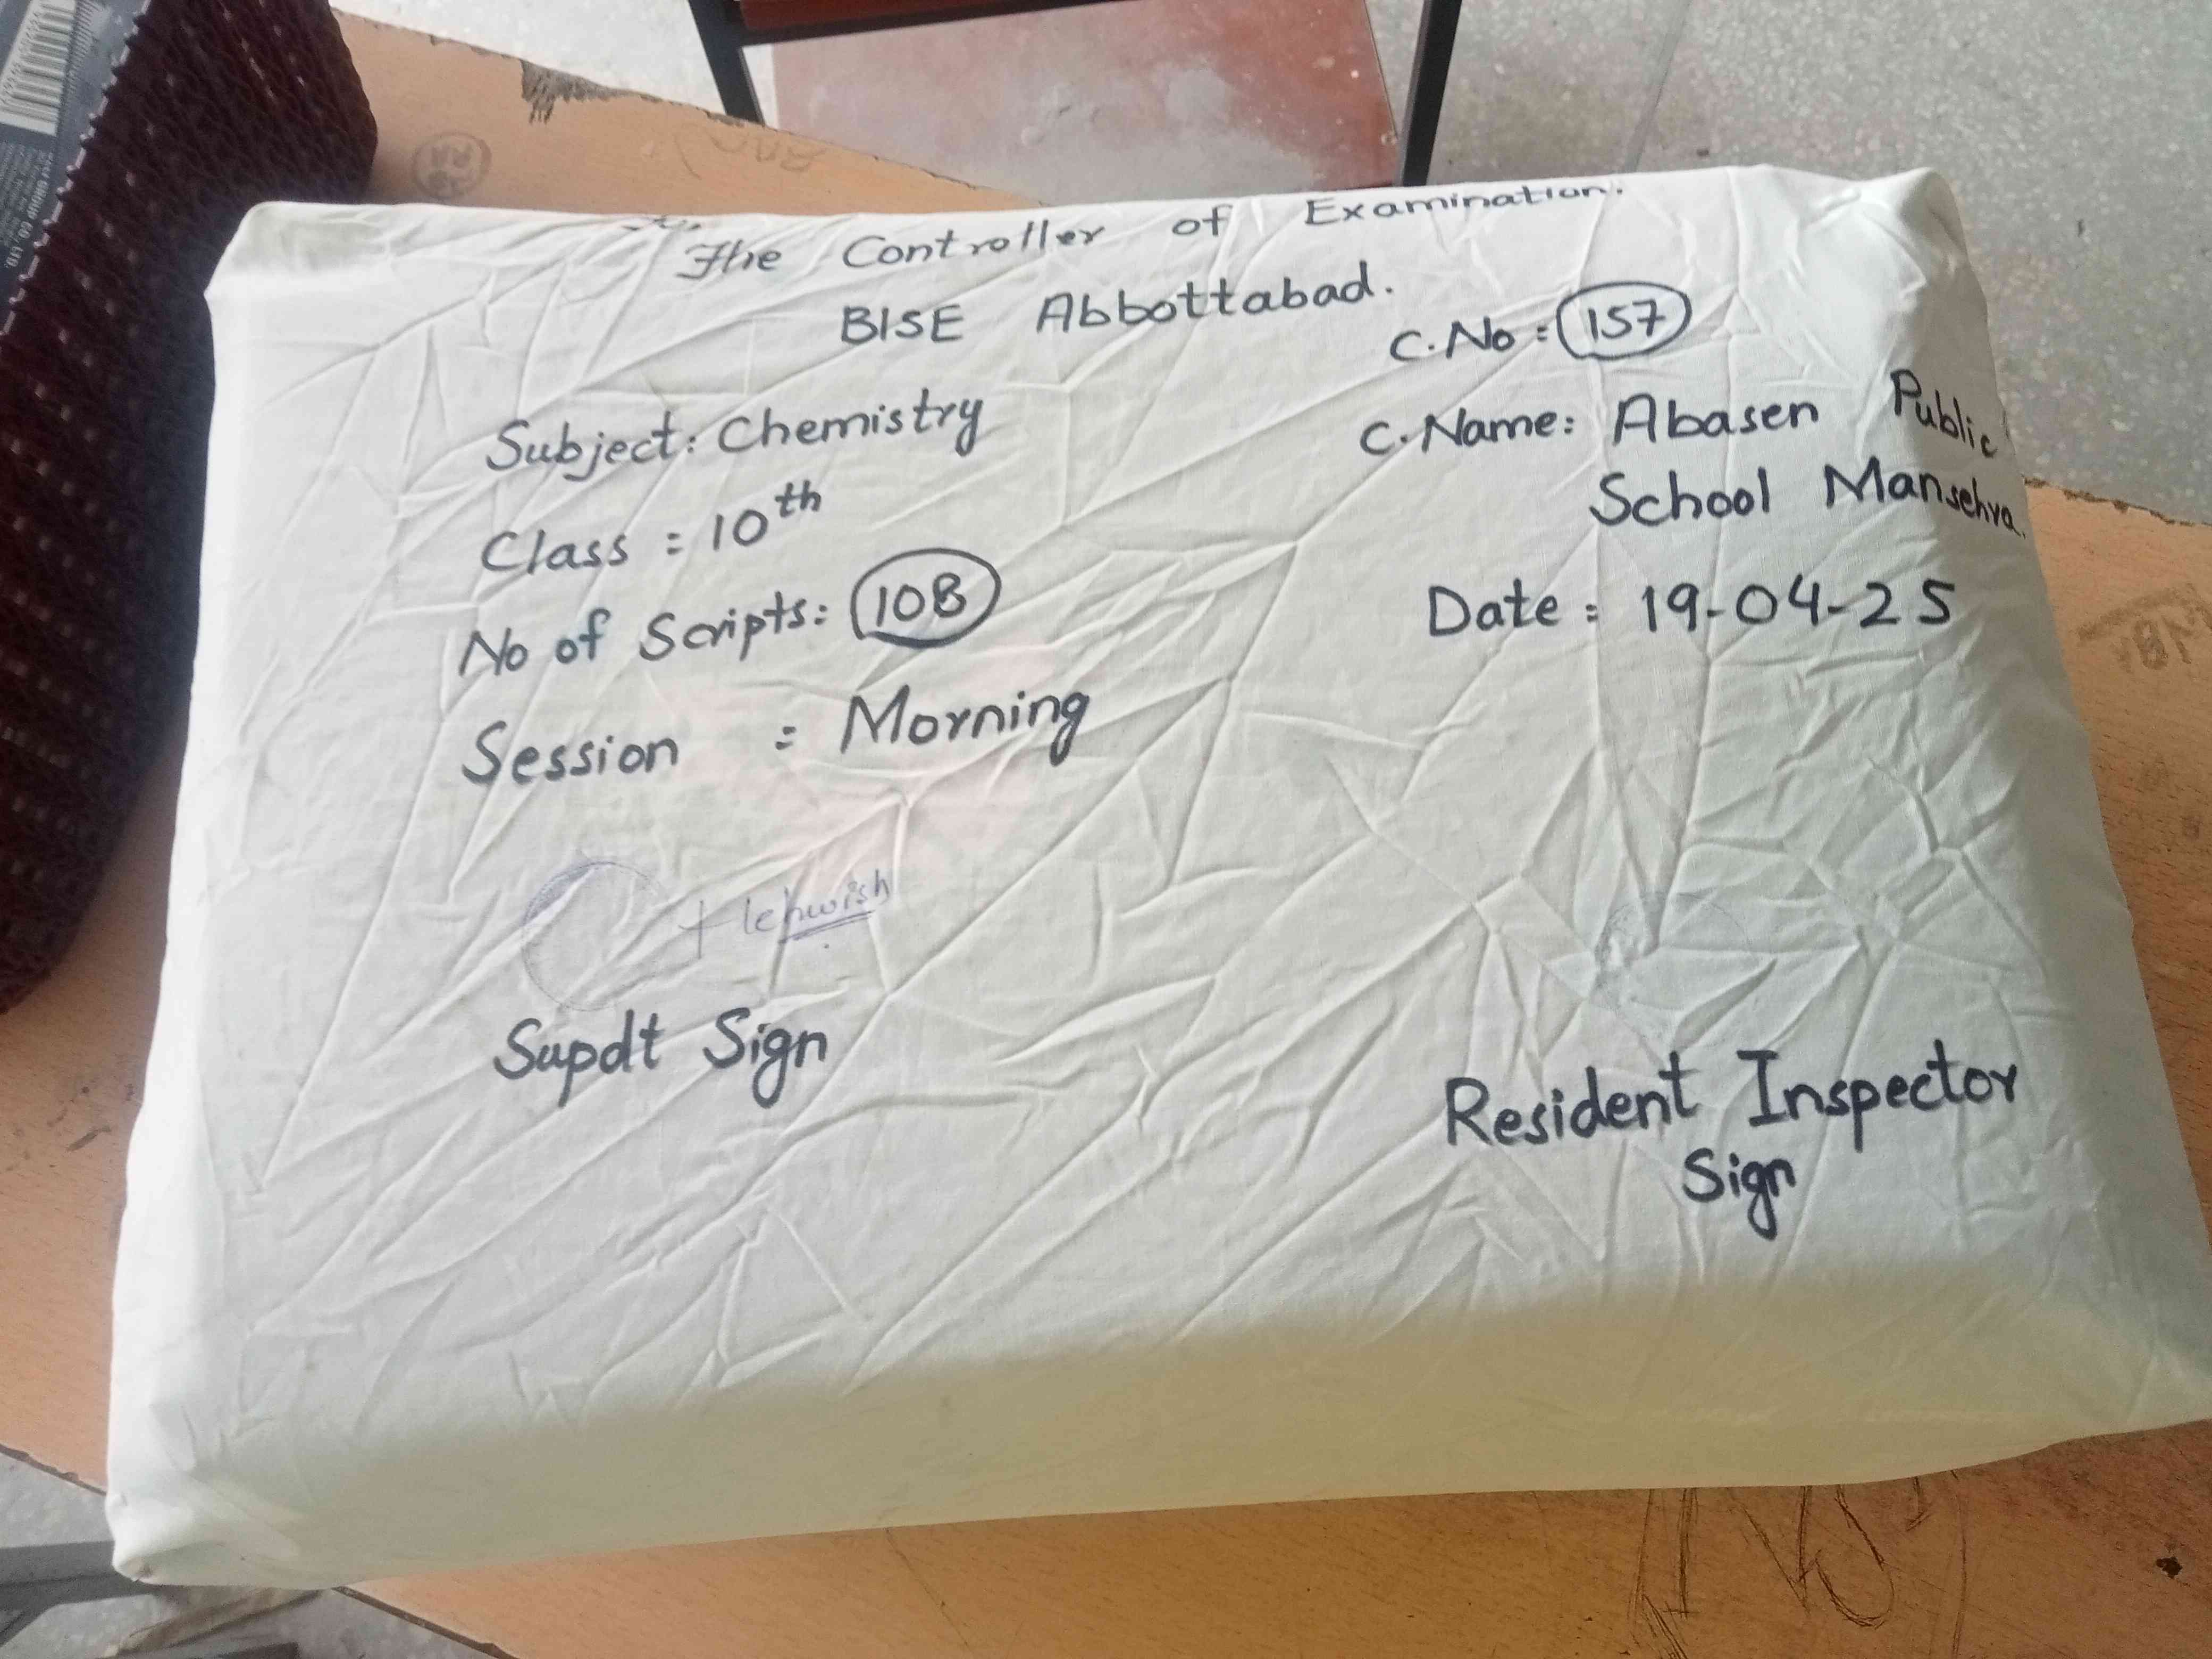 To,
The Controller of Examination.
BISE Abbottabad.
C.No : 157
Subject: Chemistry
C.Name: Abasen Public
School Mansehra.
Class : 10th
No of Scripts: 108
Date : 19-04-25
Session : Morning
Supdt Sign
Resident Inspector
Sign